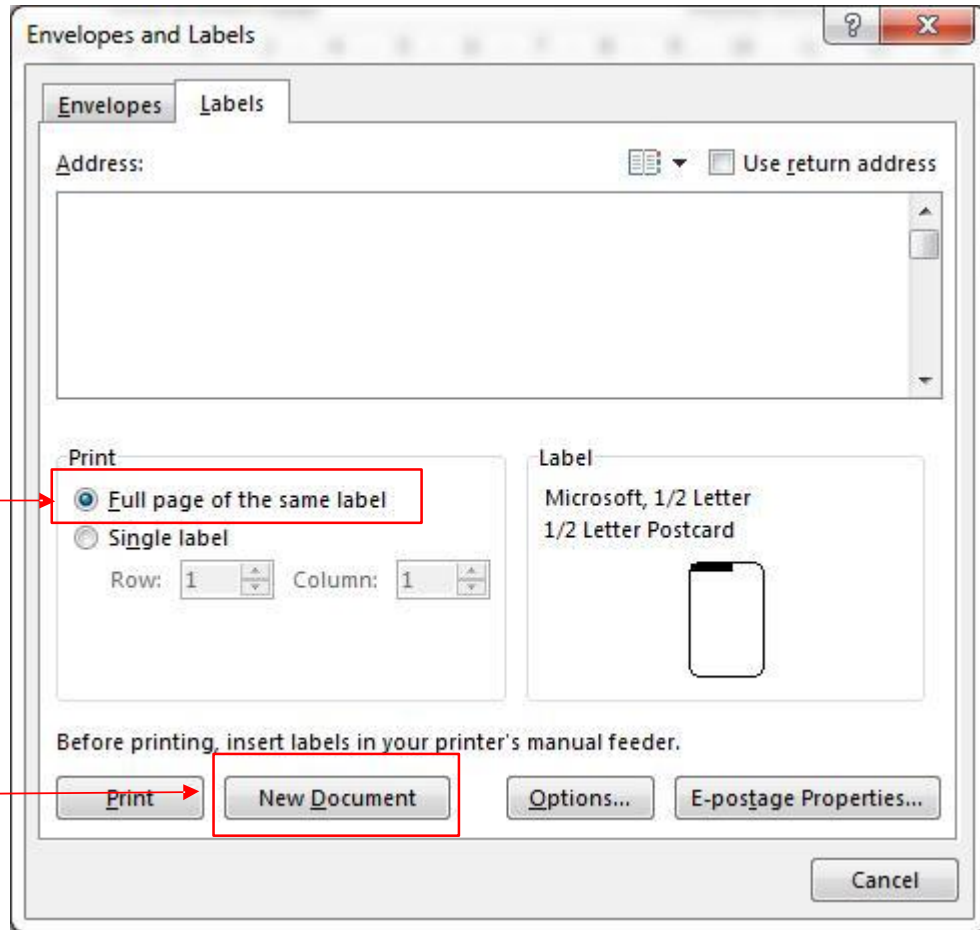 Envelopes and Labels
Envelopes Labels
Address: Use return address
Print
Full page of the same label
Single label
Row: 1 Column: 1
Label
Microsoft, 1/2 Letter
1/2 Letter Postcard
Before printing, insert labels in your printer's manual feeder.
Print New Document Options... E-postage Properties...
Cancel